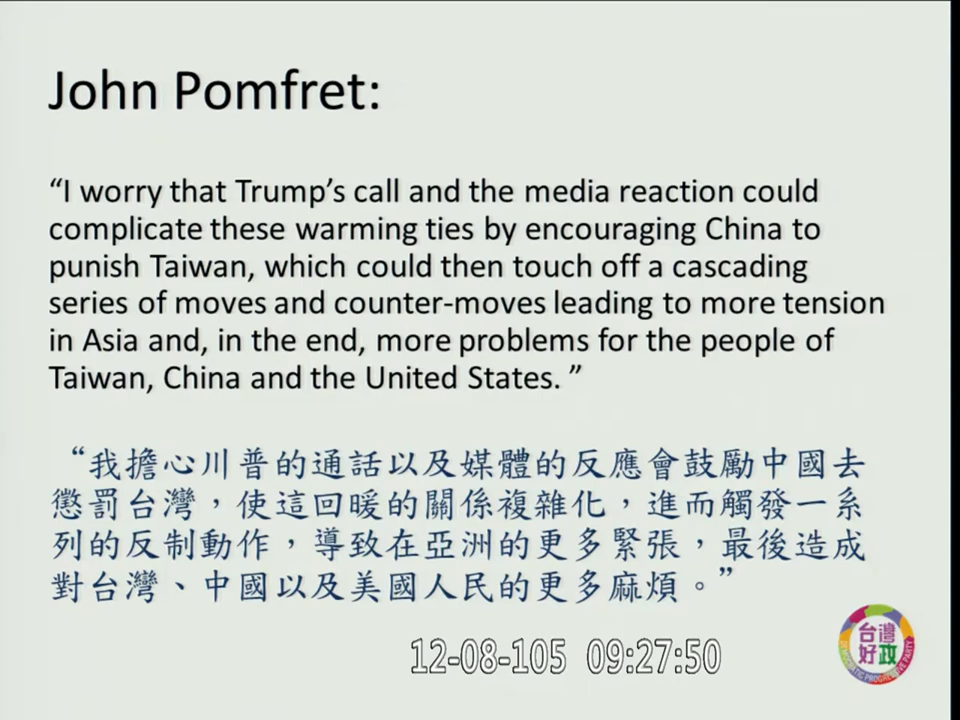 John Pomfret:
“I worry that Trump’s call and the media reaction could
complicate these warming ties by encouraging China to
punish Taiwan, which could then touch off a cascading
series of moves and counter-moves leading to more tension
in Asia and, in the end, more problems for the people of
Taiwan, China and the United States. ”
“我擔心川普的通話以及媒體的反應會鼓勵中國去
懲罰台灣，使這回暖的關係複雜化，進而觸發一系
列的反制動作，導致在亞洲的更多緊張，最後造成
對台灣、中國以及美國人民的更多麻煩。”
12-08-105 09:27:50
台灣
好政
DEMOCRATIC PROGRESSIVE PARTY